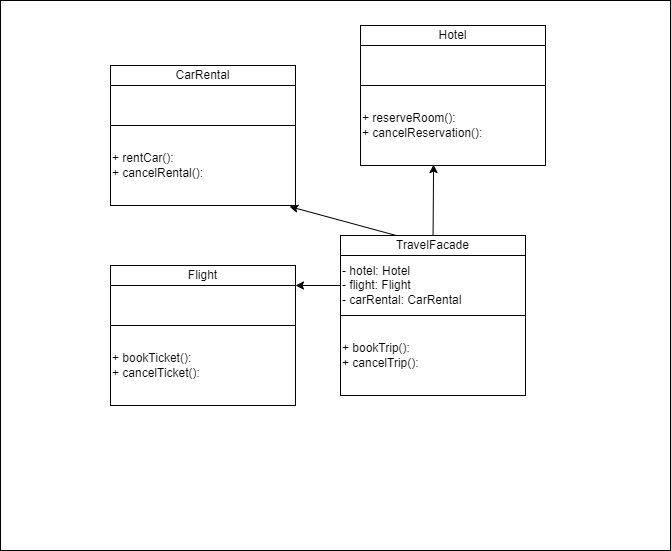 Hotel
+ reserveRoom():
+ cancelReservation():
CarRental
+ rentCar():
+ cancelRental():
TravelFacade
- hotel: Hotel
- flight: Flight
- carRental: CarRental
+ bookTrip():
+ cancelTrip():
Flight
+ bookTicket():
+ cancelTicket():